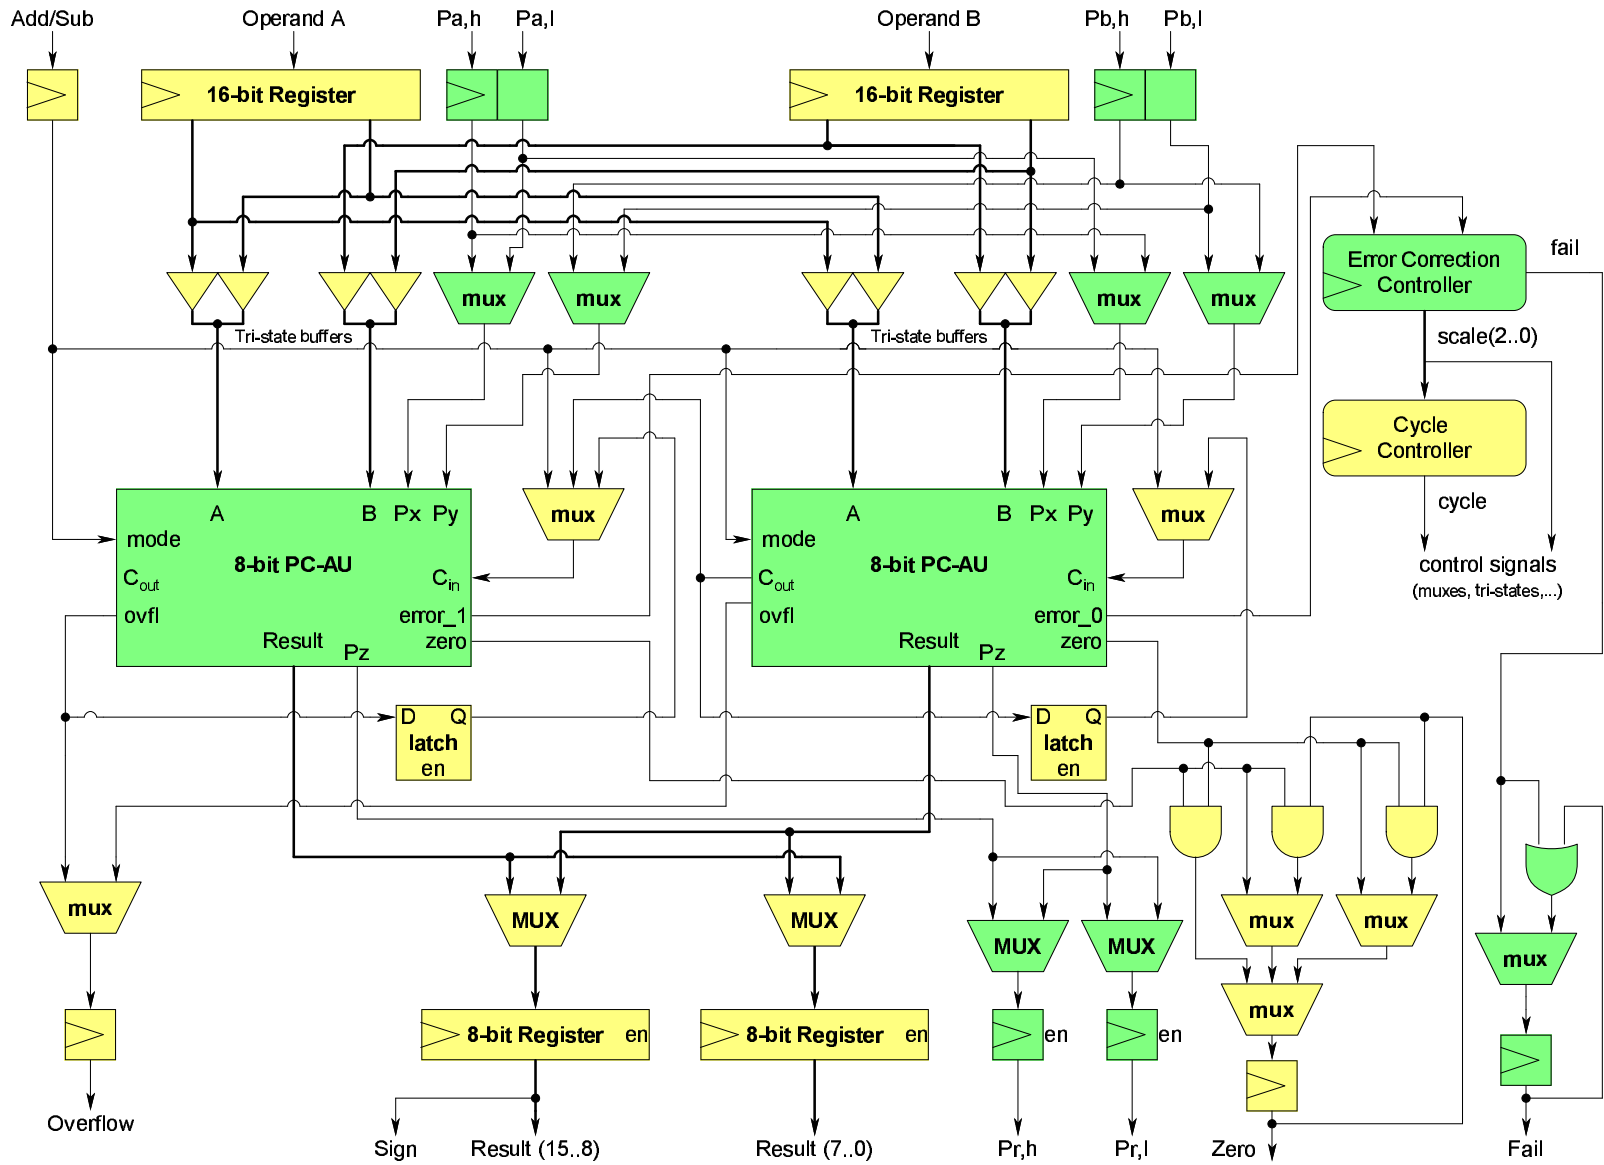 Add/Sub
Operand A
Pa,h
Pa,l
Operand B
Pb,h
Pb,l
16-bit Register
16-bit Register
mux
mux
mux
mux
Error Correction
Controller
fail
Tri-state buffers
Tri-state buffers
scale(2..0)
Cycle
Controller
cycle
control signals
(muxes, tri-states,...)
A
B
Px
Py
mode
8-bit PC-AU
Cout
Cin
ovfl
error_1
Result
zero
Pz
mux
A
B
Px
Py
mode
8-bit PC-AU
Cout
Cin
ovfl
error_0
Result
zero
Pz
mux
D
Q
latch
en
D
Q
latch
en
mux
MUX
MUX
MUX
MUX
mux
mux
mux
mux
8-bit Register
en
8-bit Register
en
en
en
Overflow
Sign
Result (15..8)
Result (7..0)
Pr,h
Pr,l
Zero
Fail